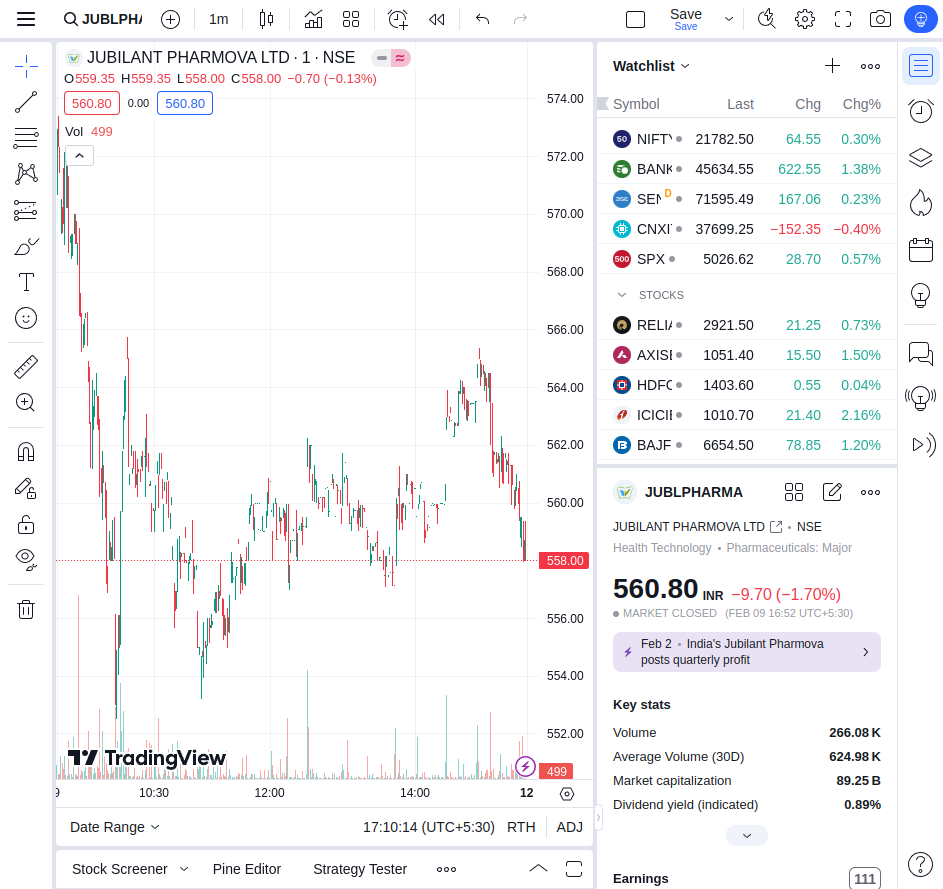 JUBLPHA
1m
Save
Save
JUBILANT PHARMOVA LTD · 1 · NSE
O559.35 H559.35 L558.00 C558.00 −0.70 (−0.13%)
560.80 0.00 560.80
Vol 499
574.00
572.00
570.00
568.00
566.00
564.00
562.00
560.00
558.00
556.00
554.00
552.00
499
TradingView
9 10:30 12:00 14:00 12
Date Range 17:10:14 (UTC+5:30) RTH ADJ
Stock Screener Pine Editor Strategy Tester
Watchlist
Symbol Last Chg Chg%
50 NIFTY 21782.50 64.55 0.30%
BANK 45634.55 622.55 1.38%
SEN D 71595.49 167.06 0.23%
CNXIT 37699.25 −152.35 −0.40%
500 SPX 5026.62 28.70 0.57%
STOCKS
RELIA 2921.50 21.25 0.73%
AXISB 1051.40 15.50 1.50%
HDFC 1403.60 0.55 0.04%
ICICIB 1010.70 21.40 2.16%
BAJF 6654.50 78.85 1.20%
JUBLPHARMA
JUBILANT PHARMOVA LTD • NSE
Health Technology • Pharmaceuticals: Major
560.80 INR −9.70 (−1.70%)
MARKET CLOSED (FEB 09 16:52 UTC+5:30)
Feb 2 • India's Jubilant Pharmova
posts quarterly profit
Key stats
Volume 266.08 K
Average Volume (30D) 624.98 K
Market capitalization 89.25 B
Dividend yield (indicated) 0.89%
Earnings
111